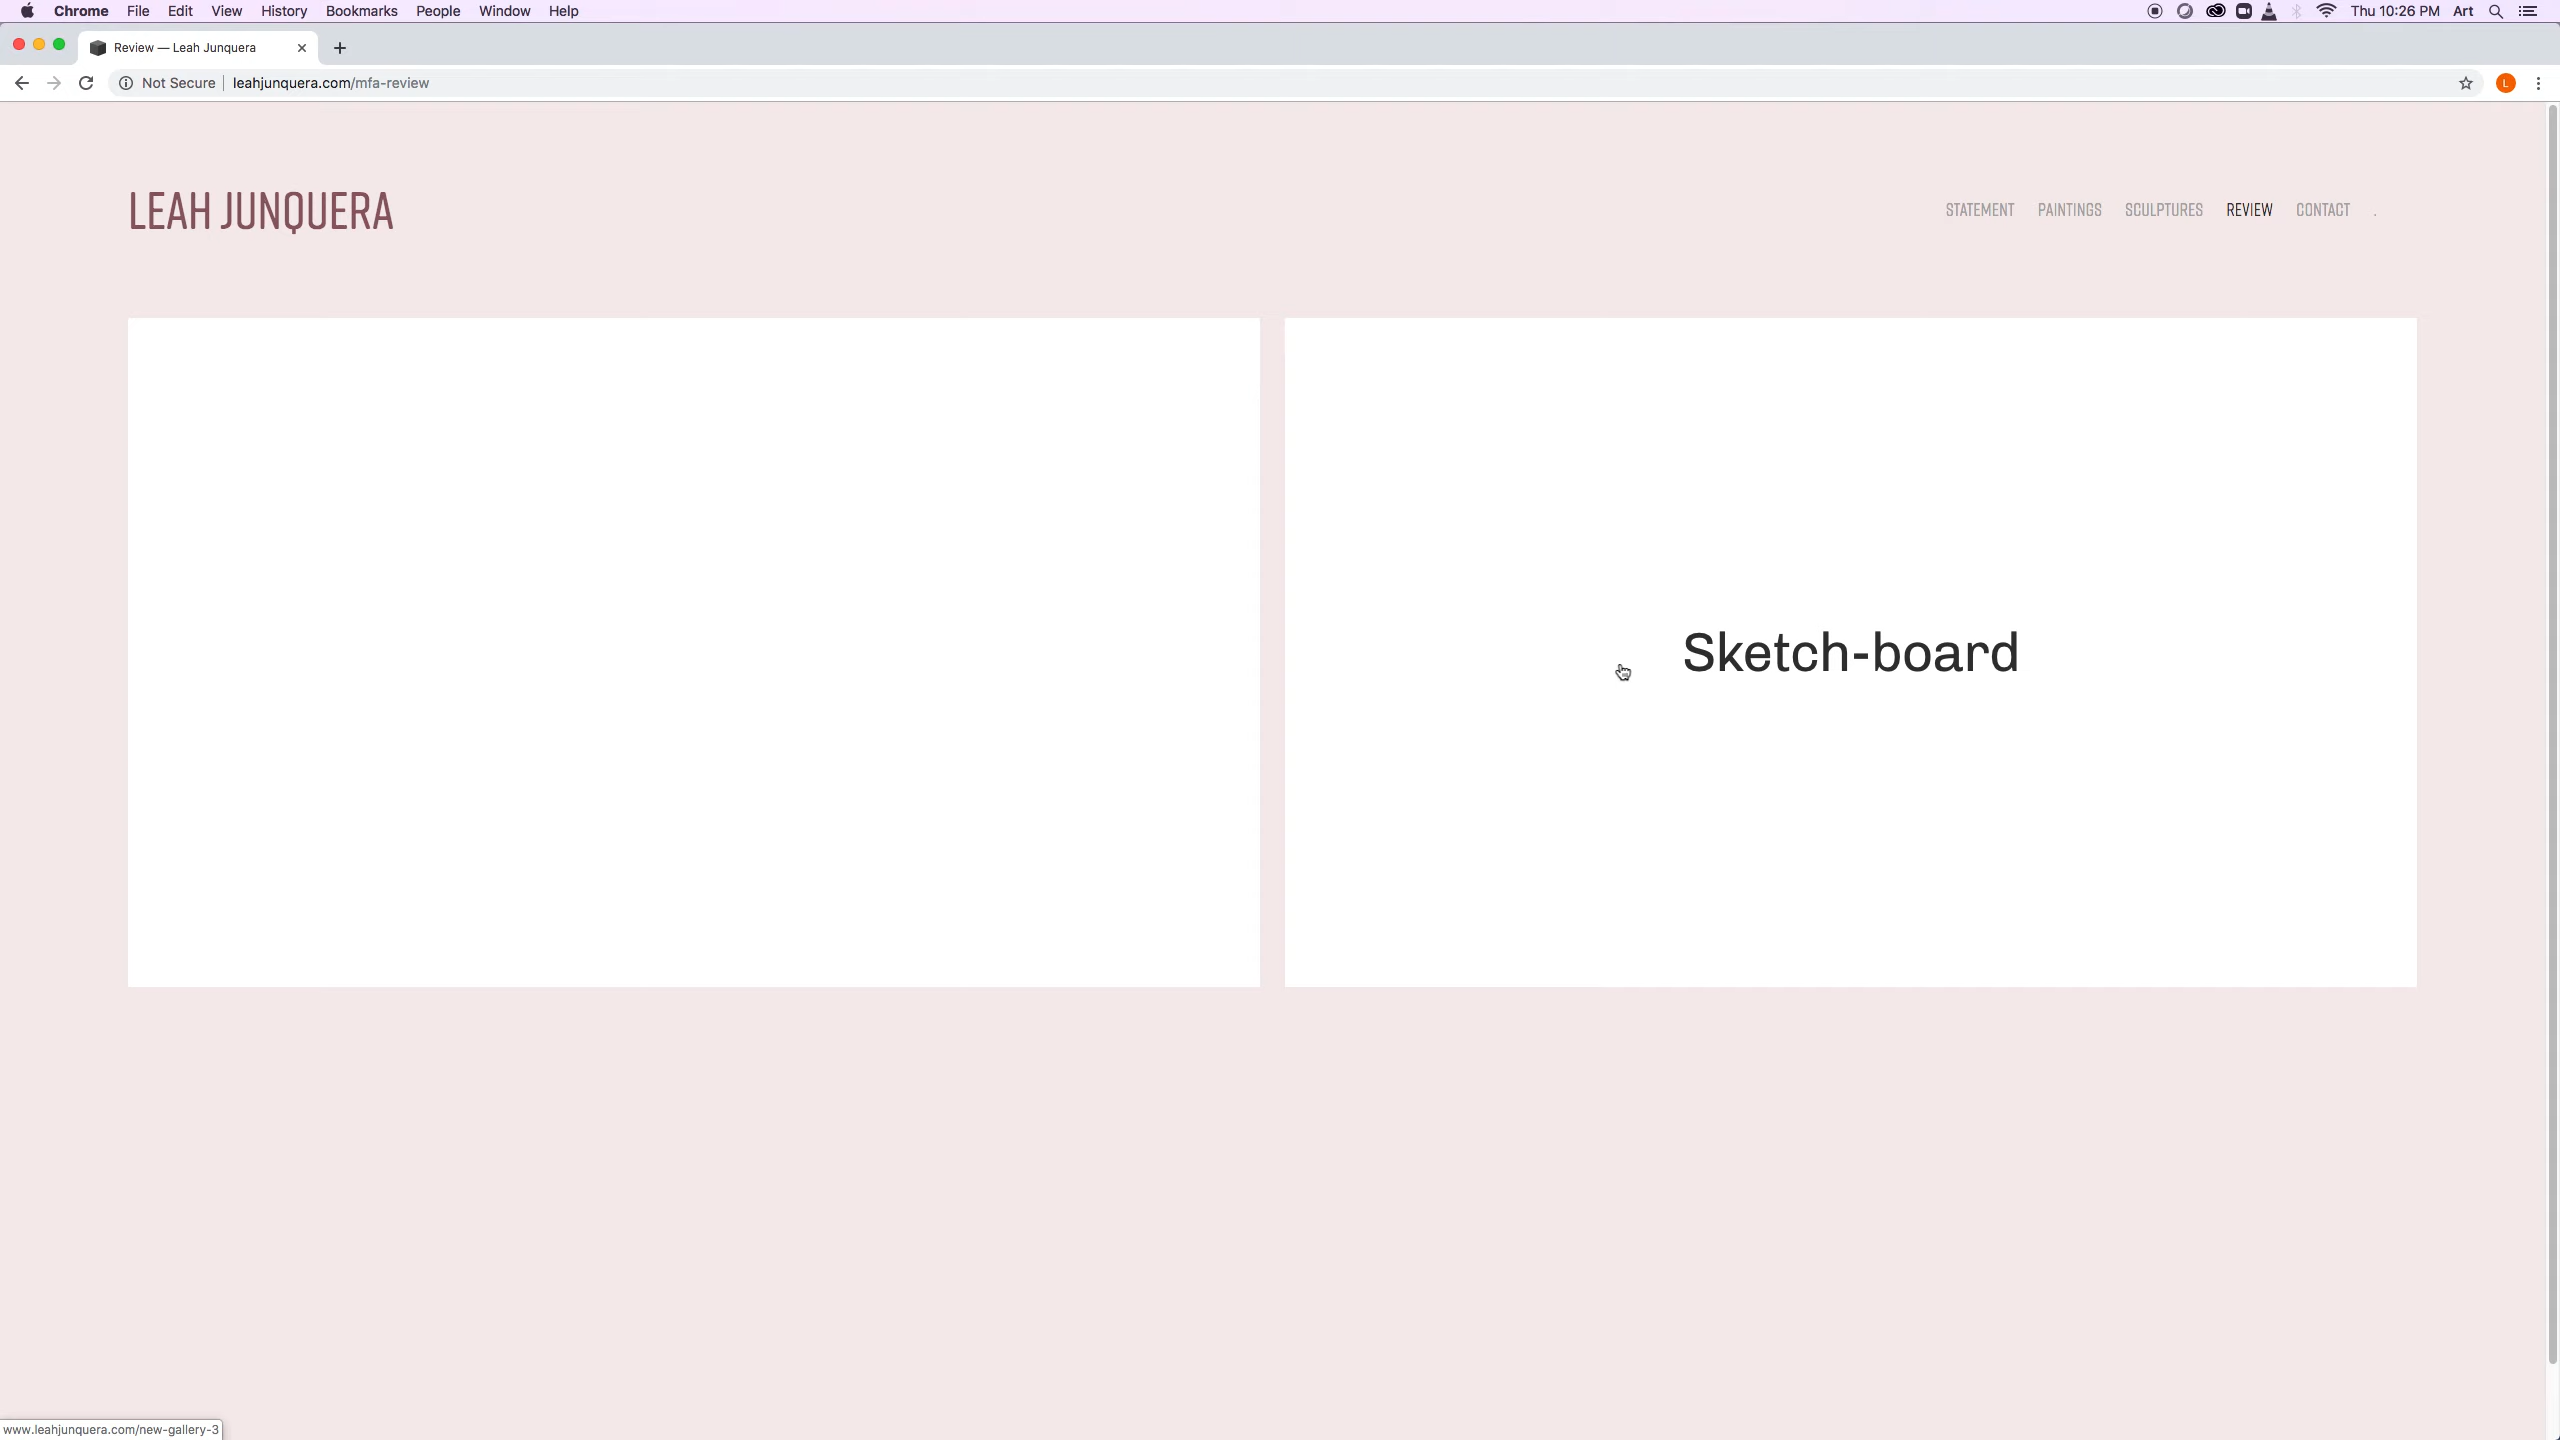 Chrome File Edit View History Bookmarks People Window Help Thu 10:26 PM Art
Review — Leah Junquera
Not Secure leahjunquera.com/mfa-review L
LEAH JUNQUERA
STATEMENT PAINTINGS SCULPTURES REVIEW CONTACT .
Sketch-board
www.leahjunquera.com/new-gallery-3